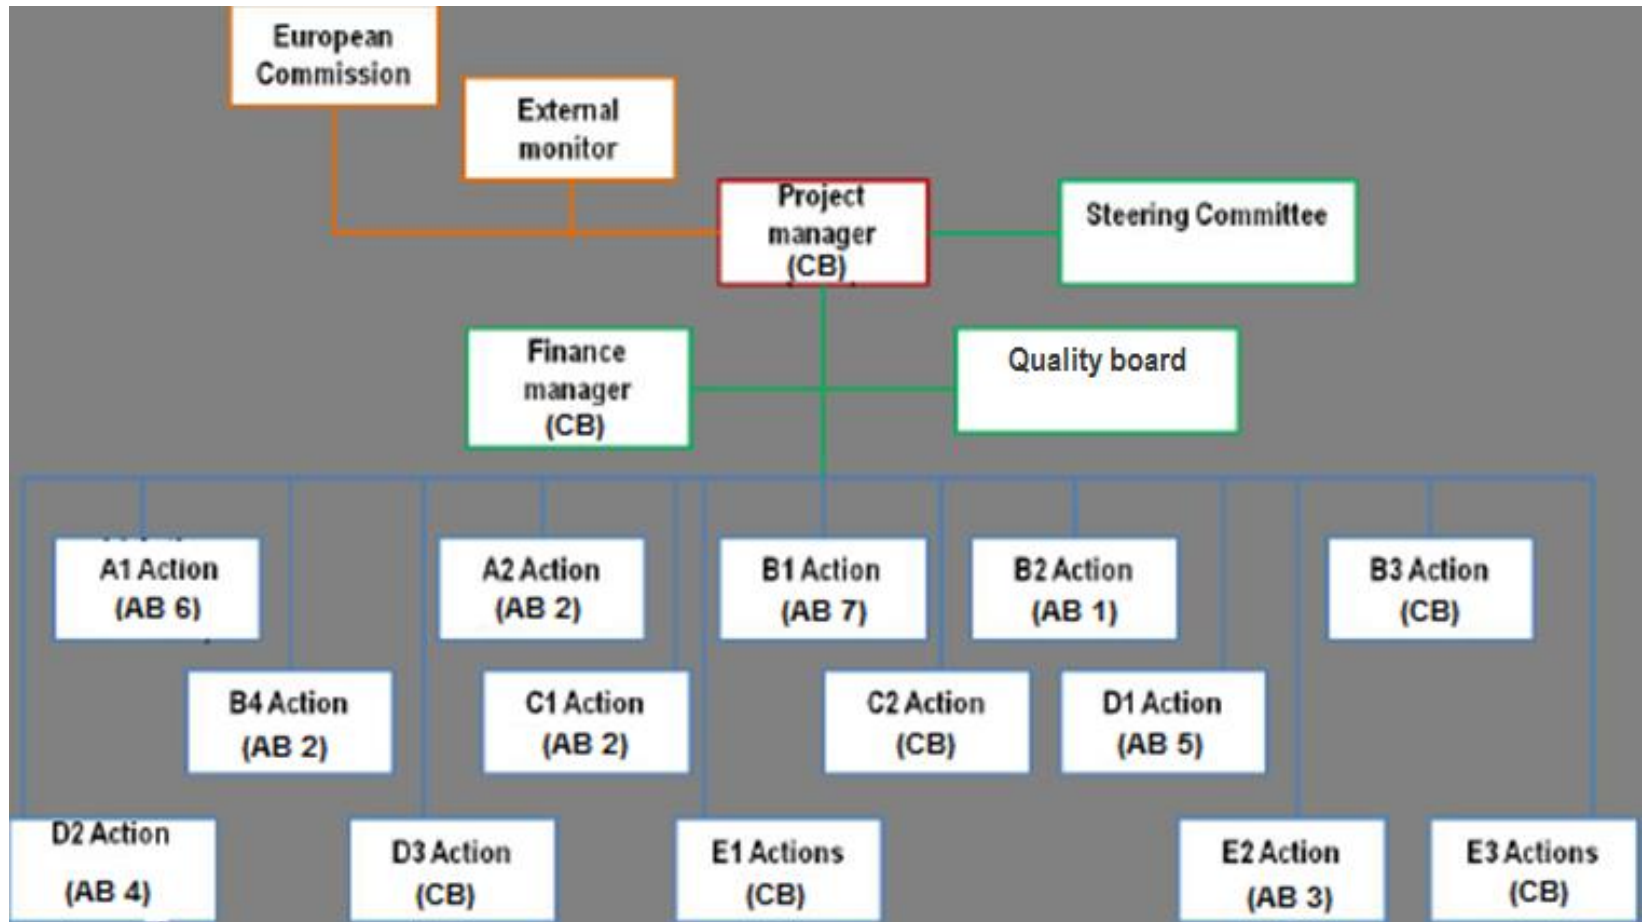 European
Commission
External
monitor
Project
manager
(CB)
Steering Committee
Finance
manager
(CB)
Quality board
A1 Action
(AB 6)
A2 Action
(AB 2)
B1 Action
(AB 7)
B2 Action
(AB 1)
B3 Action
(CB)
B4 Action
(AB 2)
C1 Action
(AB 2)
C2 Action
(CB)
D1 Action
(AB 5)
D2 Action
(AB 4)
D3 Action
(CB)
E1 Actions
(CB)
E2 Action
(AB 3)
E3 Actions
(CB)